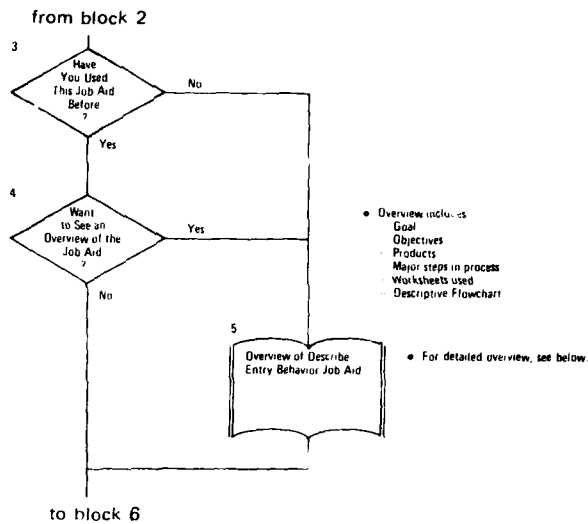 from block 2
3
Have
You Used
This Job Aid
Before
?
No
Yes
4
Want
to See an
Overview of the
Job Aid
?
Yes
No
• Overview includes
Goal
Objectives
Products
Major steps in process
Worksheets used
Descriptive Flowchart
5
Overview of Describe
Entry Behavior Job Aid
• For detailed overview, see below.
to block 6